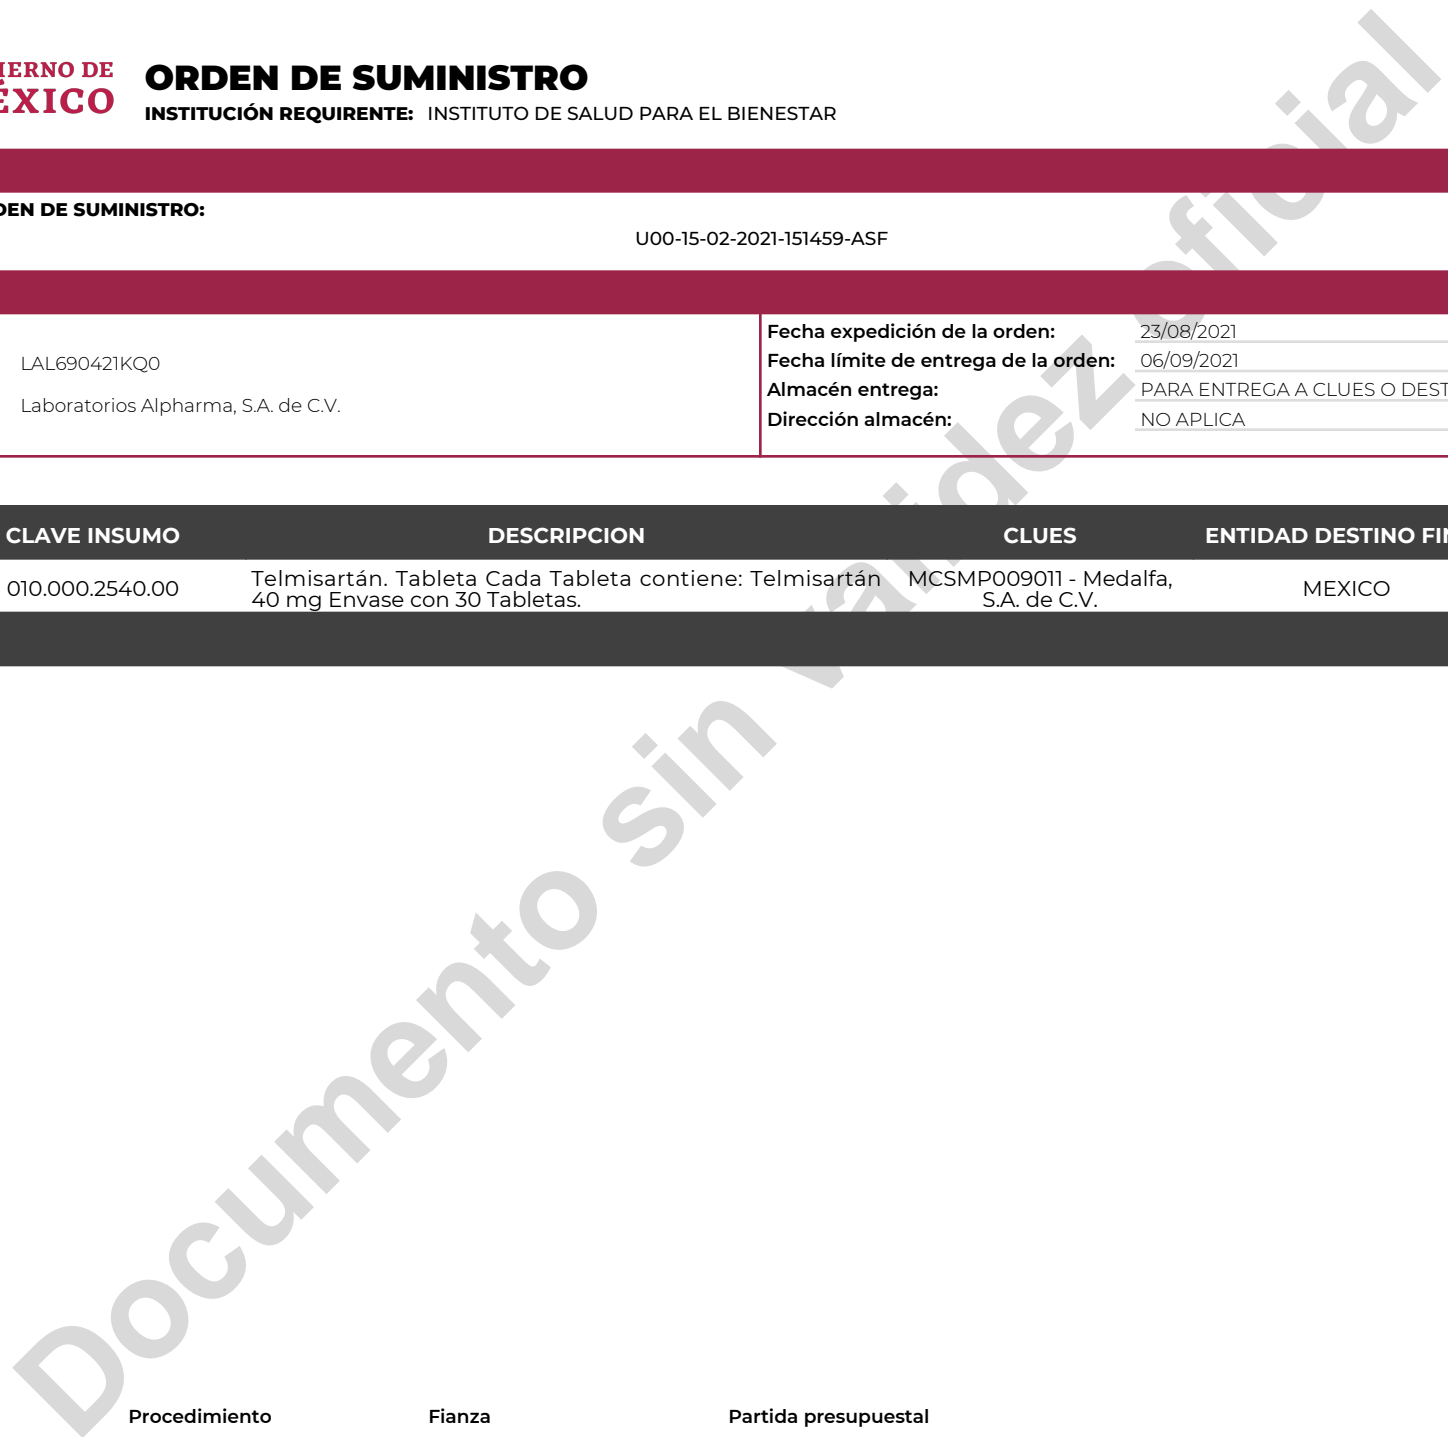 IERNO DE
ÉXICO
ORDEN DE SUMINISTRO
INSTITUCIÓN REQUIRENTE: INSTITUTO DE SALUD PARA EL BIENESTAR
DEN DE SUMINISTRO:
U00-15-02-2021-151459-ASF
LAL690421KQ0
Laboratorios Alpharma, S.A. de C.V.
Fecha expedición de la orden: 23/08/2021
Fecha límite de entrega de la orden: 06/09/2021
Almacén entrega: PARA ENTREGA A CLUES O DEST
Dirección almacén: NO APLICA
CLAVE INSUMO DESCRIPCION CLUES ENTIDAD DESTINO FIN
010.000.2540.00
Telmisartán. Tableta Cada Tableta contiene: Telmisartán
40 mg Envase con 30 Tabletas.
MCSMP009011 - Medalfa,
S.A. de C.V.
MEXICO
Documento sin validez oficial
Procedimiento Fianza Partida presupuestal